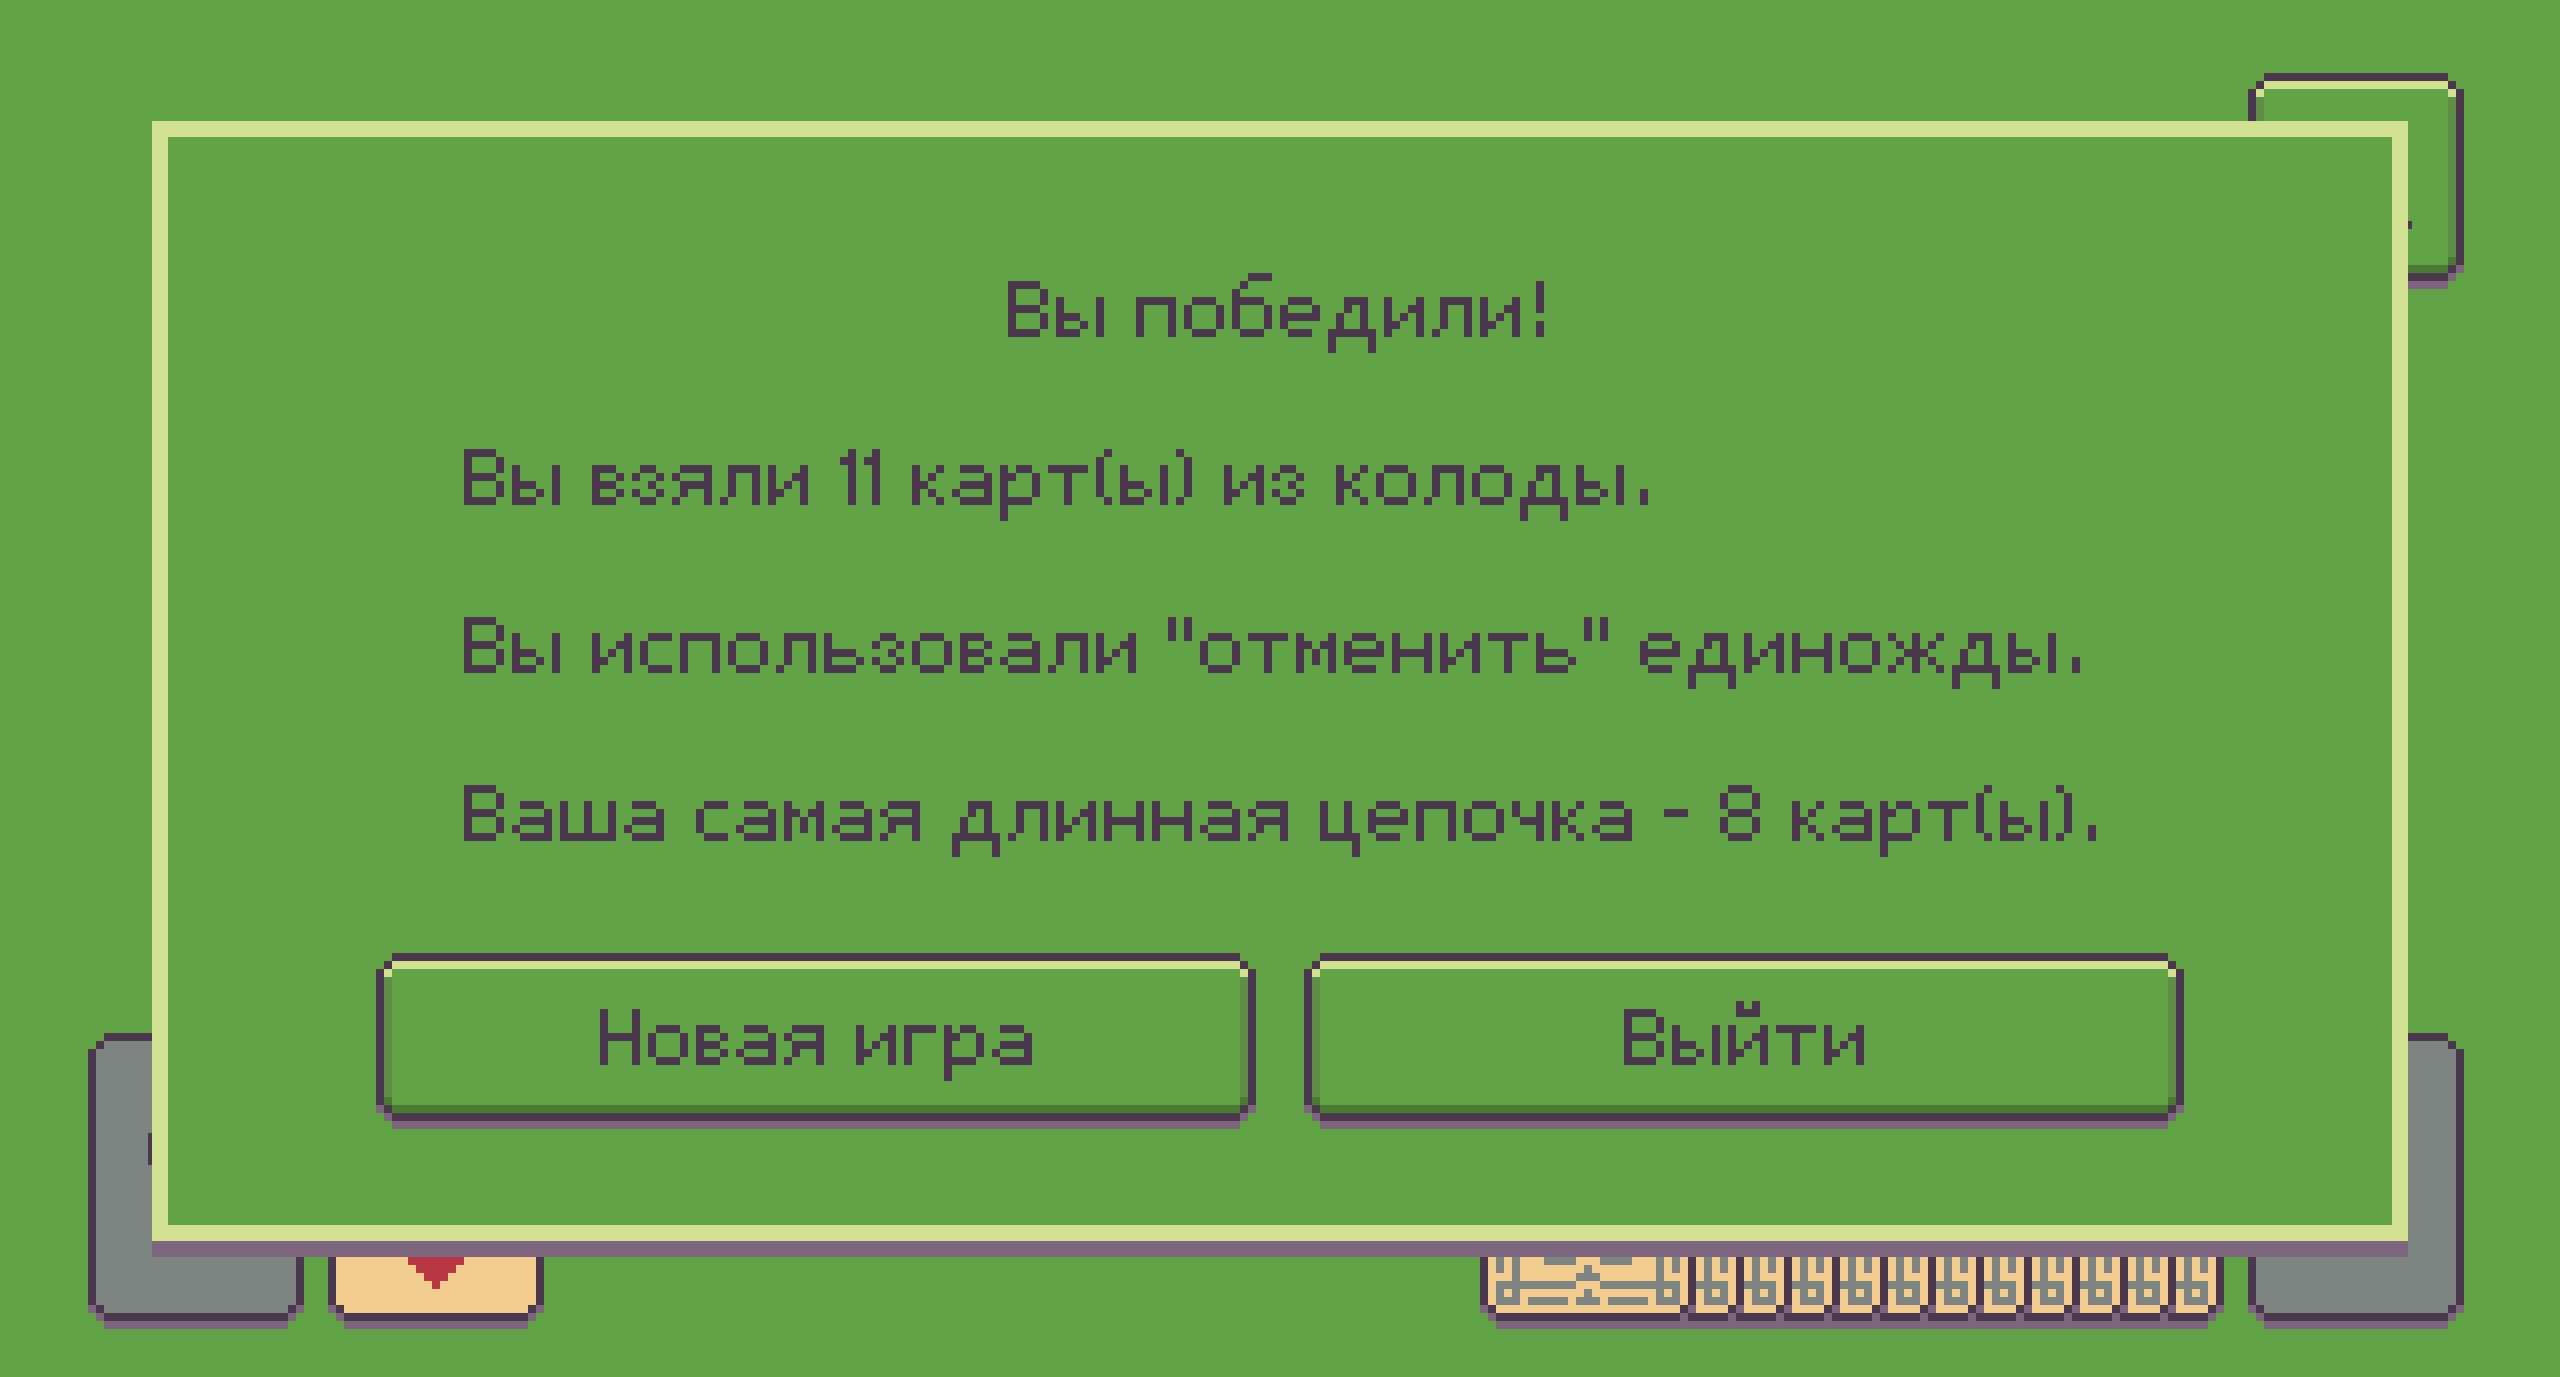 Вы победили!
Вы взяли 11 карт(ы) из колоды.
Вы использовали "отменить" единожды.
Ваша самая длинная цепочка - 8 карт(ы).
Новая игра
Выйти